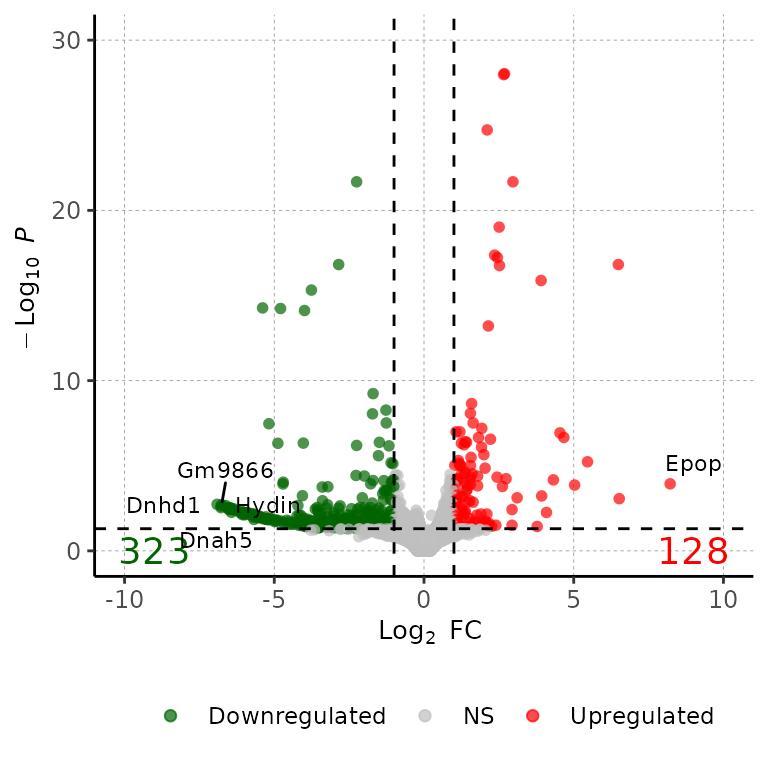 30
20
10
0
− Log10 P
Epop
Gm9866
Dnhd1
Hydin
Dnah5
323
128
-10
-5
0
5
10
Log2 FC
Downregulated
NS
Upregulated